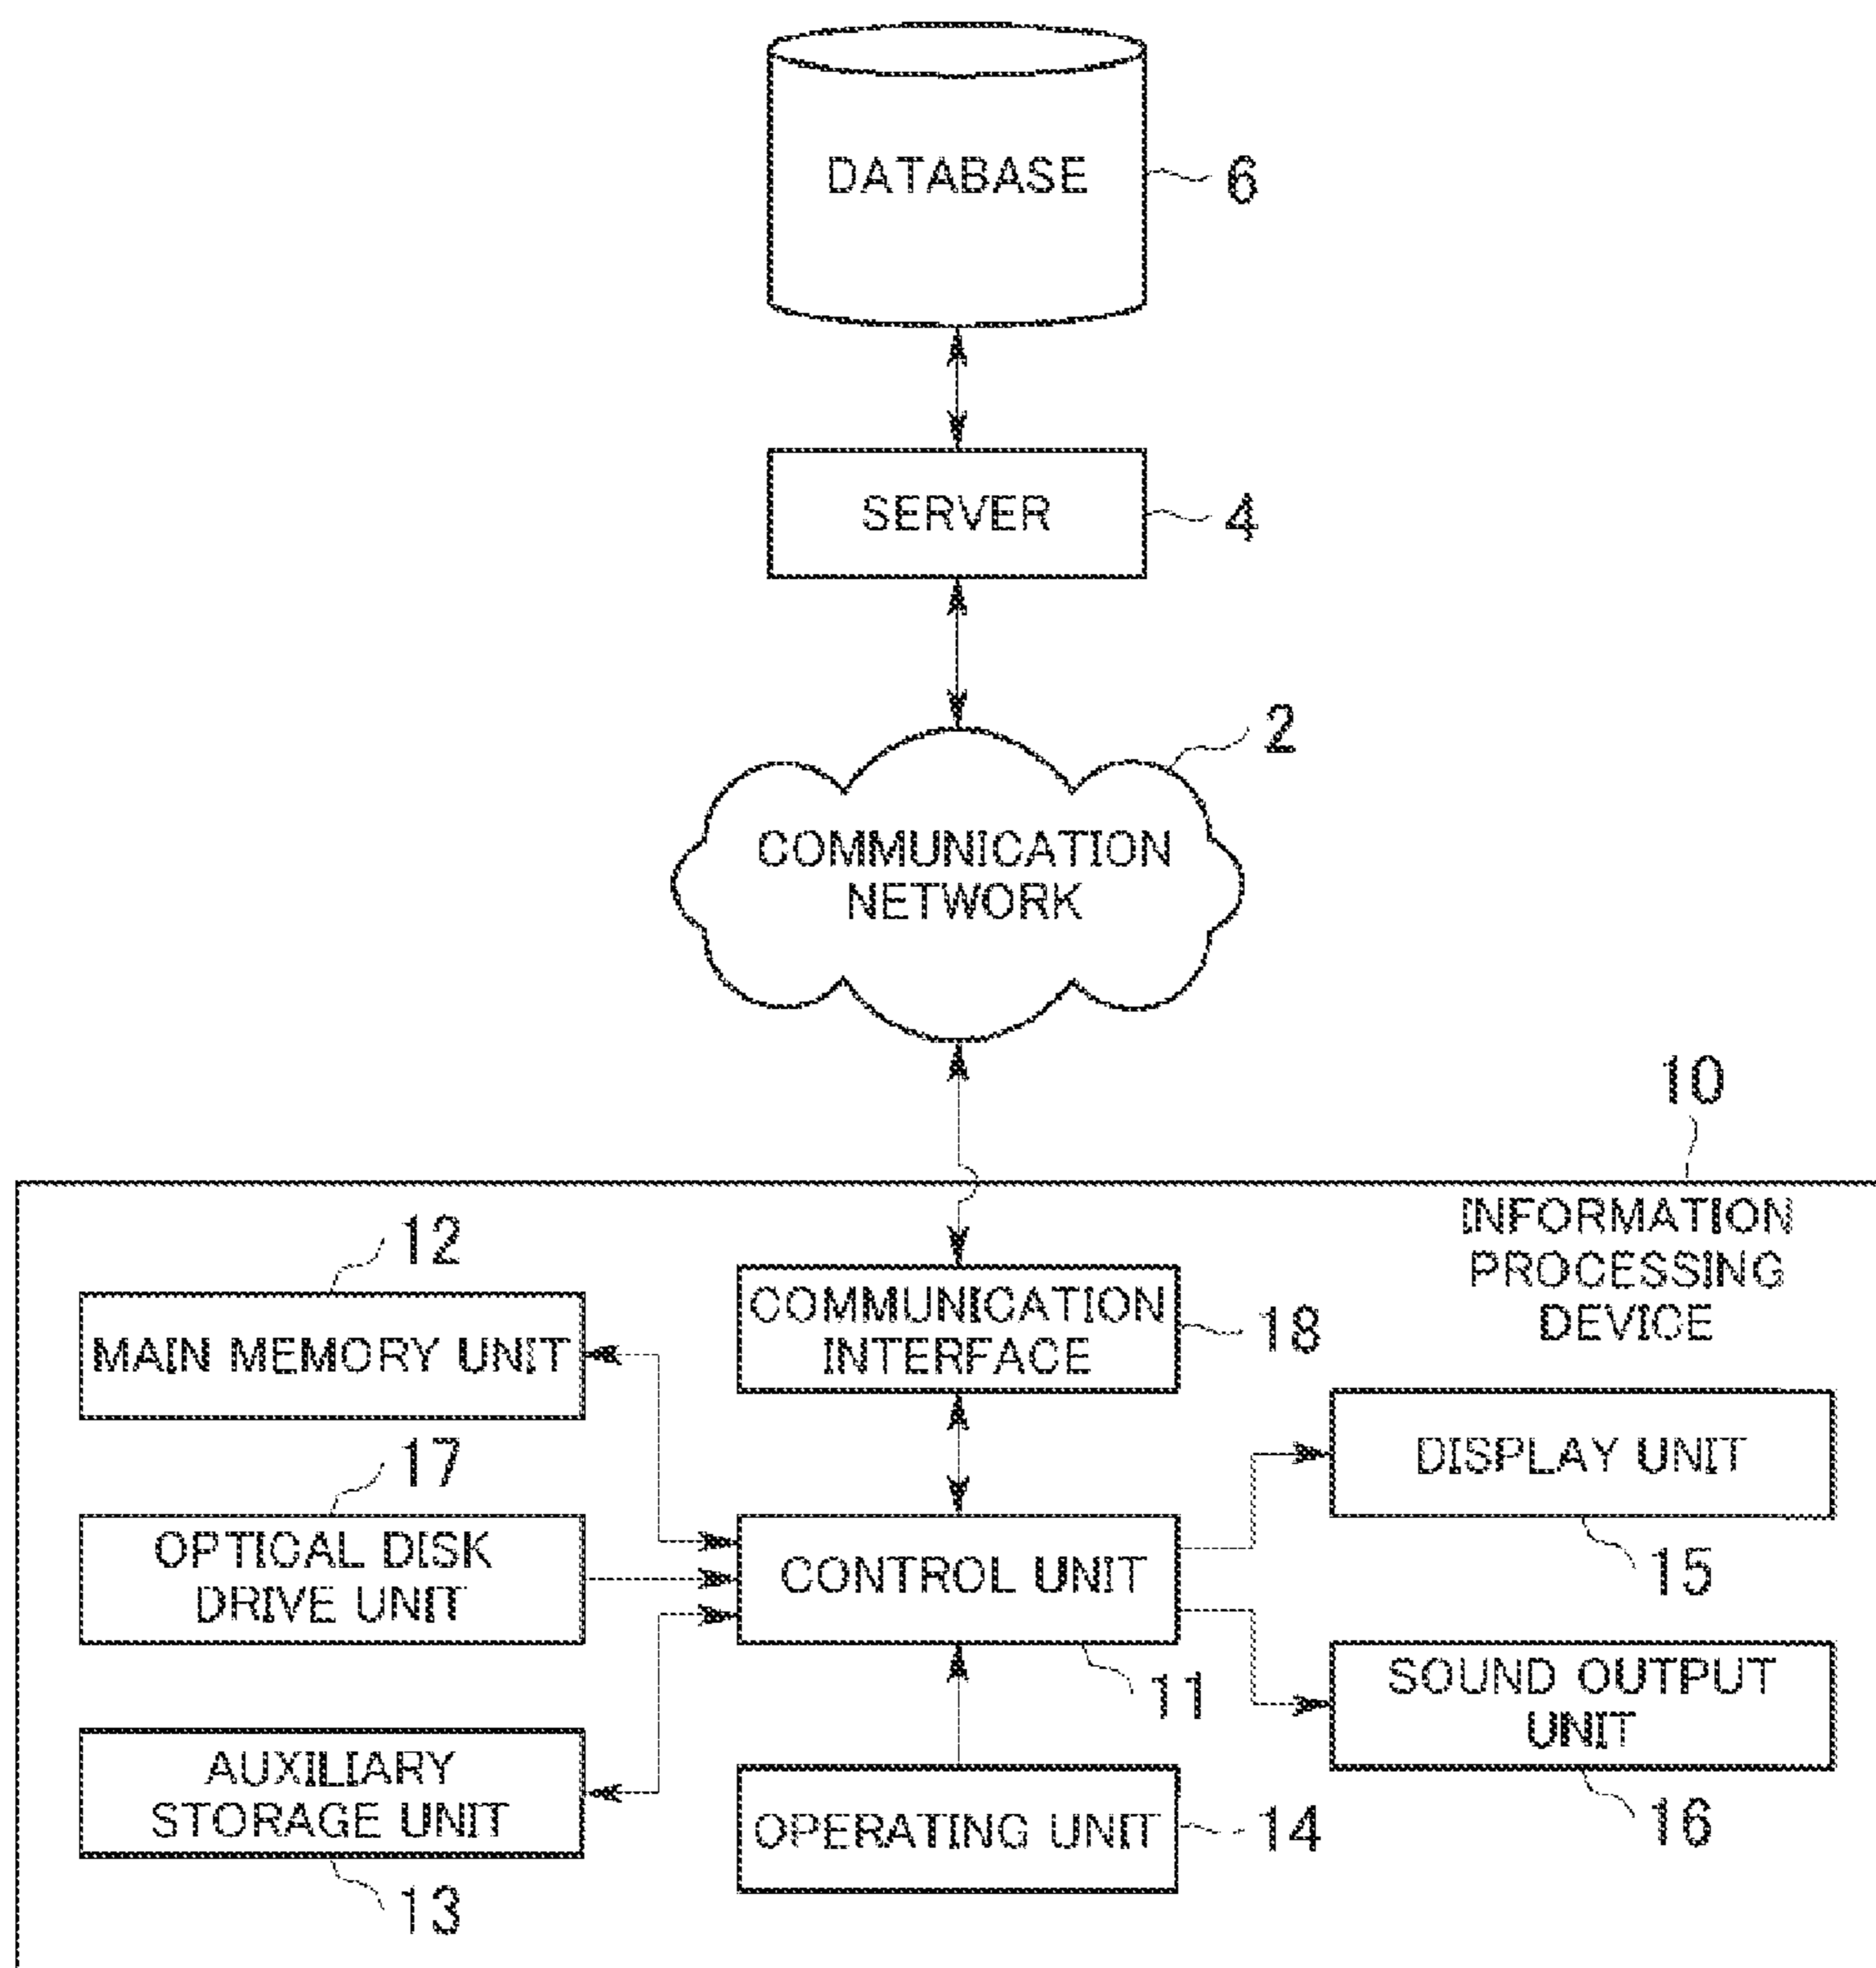 DATABASE
6
SERVER
4
2
COMMUNICATION
NETWORK
10
INFORMATION
PROCESSING
DEVICE
12
MAIN MEMORY UNIT
COMMUNICATION
INTERFACE
18
17
OPTICAL DISK
DRIVE UNIT
CONTROL UNIT
11
DISPLAY UNIT
15
AUXILIARY
STORAGE UNIT
13
OPERATING UNIT
14
SOUND OUTPUT
UNIT
16